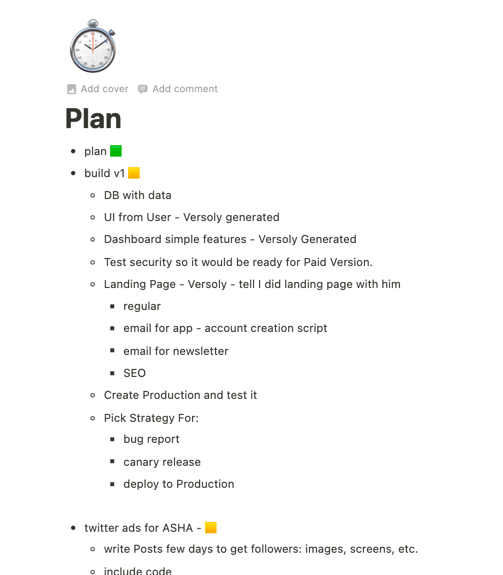 Add cover Add comment
Plan
plan
build v1
DB with data
UI from User - Versoly generated
Dashboard simple features - Versoly Generated
Test security so it would be ready for Paid Version.
Landing Page - Versoly - tell I did landing page with him
regular
email for app - account creation script
email for newsletter
SEO
Create Production and test it
Pick Strategy For:
bug report
canary release
deploy to Production
twitter ads for ASHA -
write Posts few days to get followers: images, screens, etc.
include code